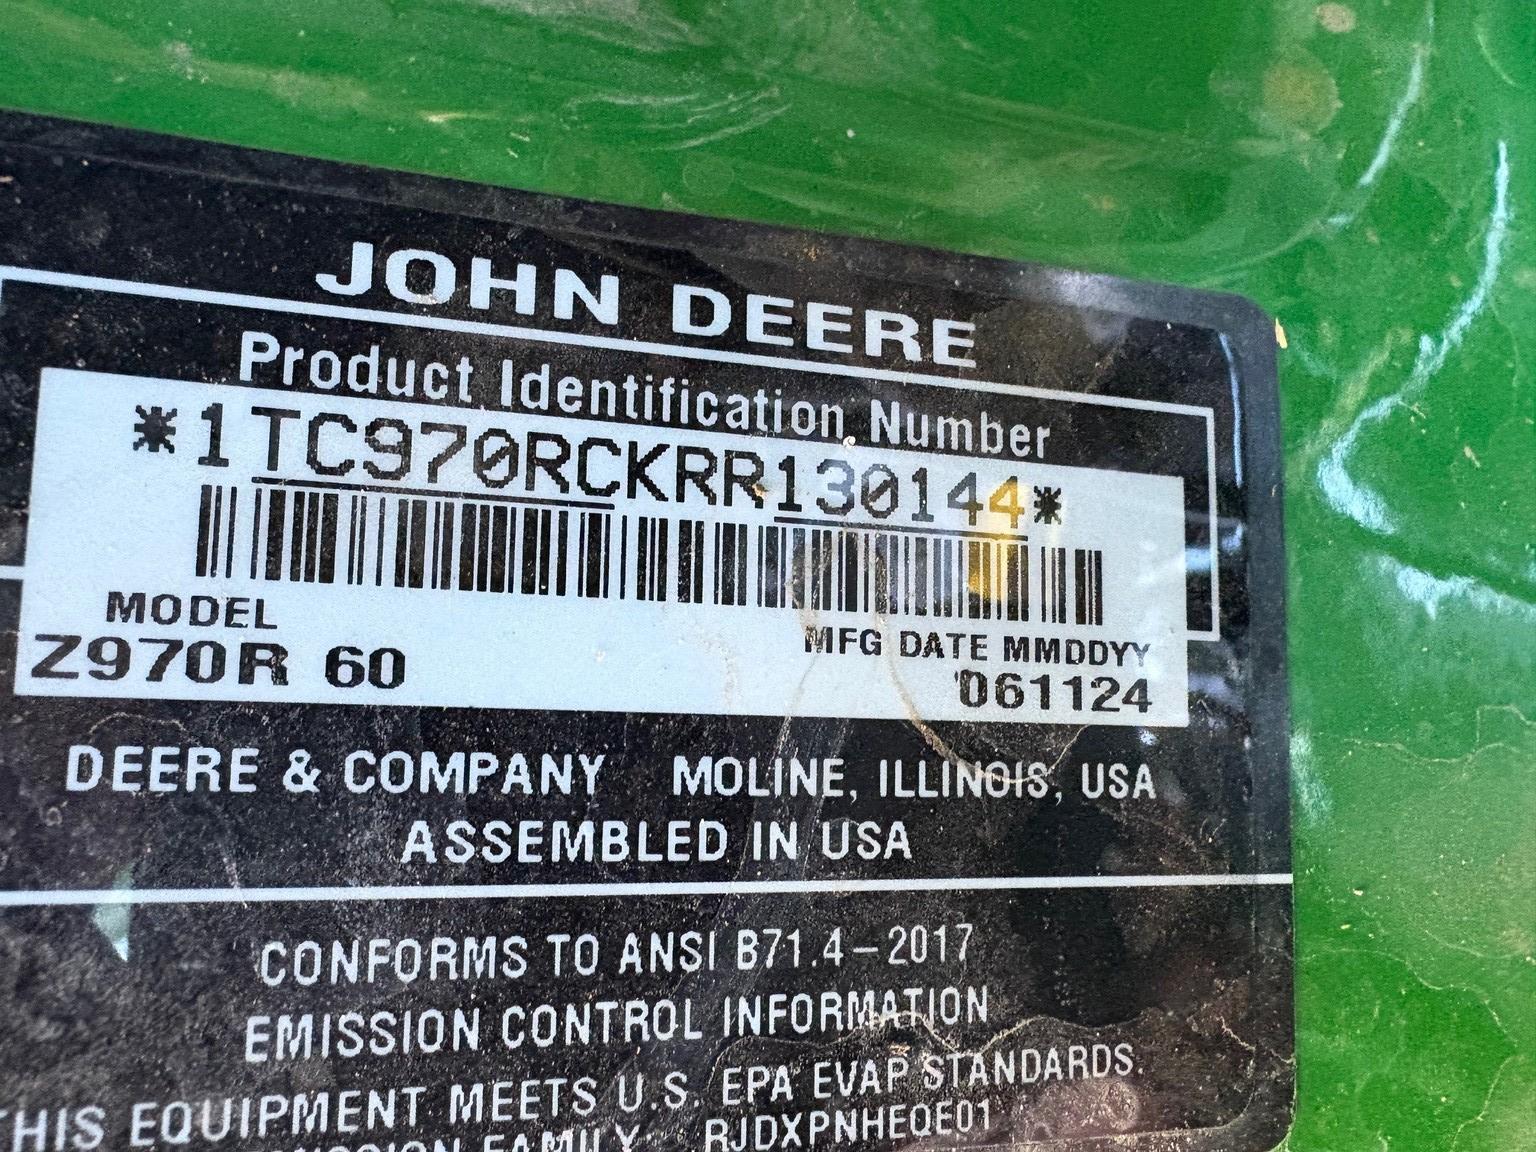 JOHN DEERE
Product Identification Number
*1TC970RCKRR130144*
MODEL
Z970R 60
MFG DATE MMDDYY
061124
DEERE & COMPANY MOLINE, ILLINOIS, USA
ASSEMBLED IN USA
CONFORMS TO ANSI B71.4-2017
EMISSION CONTROL INFORMATION
THIS EQUIPMENT MEETS U.S. EPA EVAP STANDARDS.
FAMILY RJDXPNHEQE01